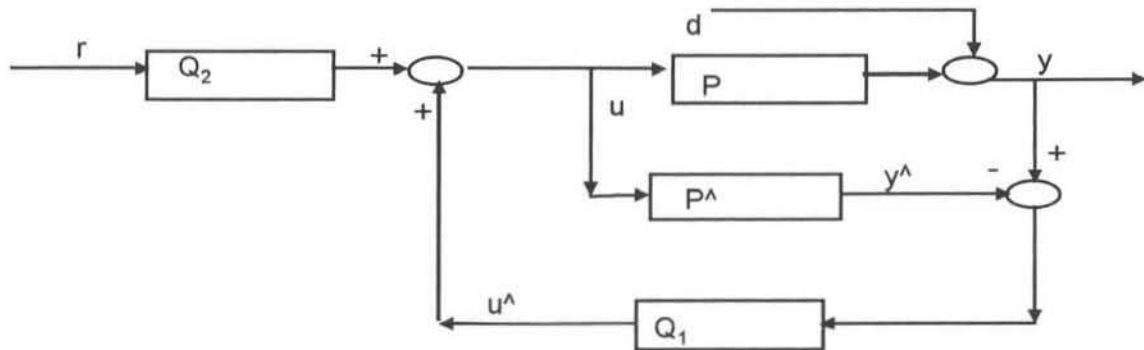 d
r
Q₂
+
+
P
y
u
+
-
y^
P^
u^
Q₁